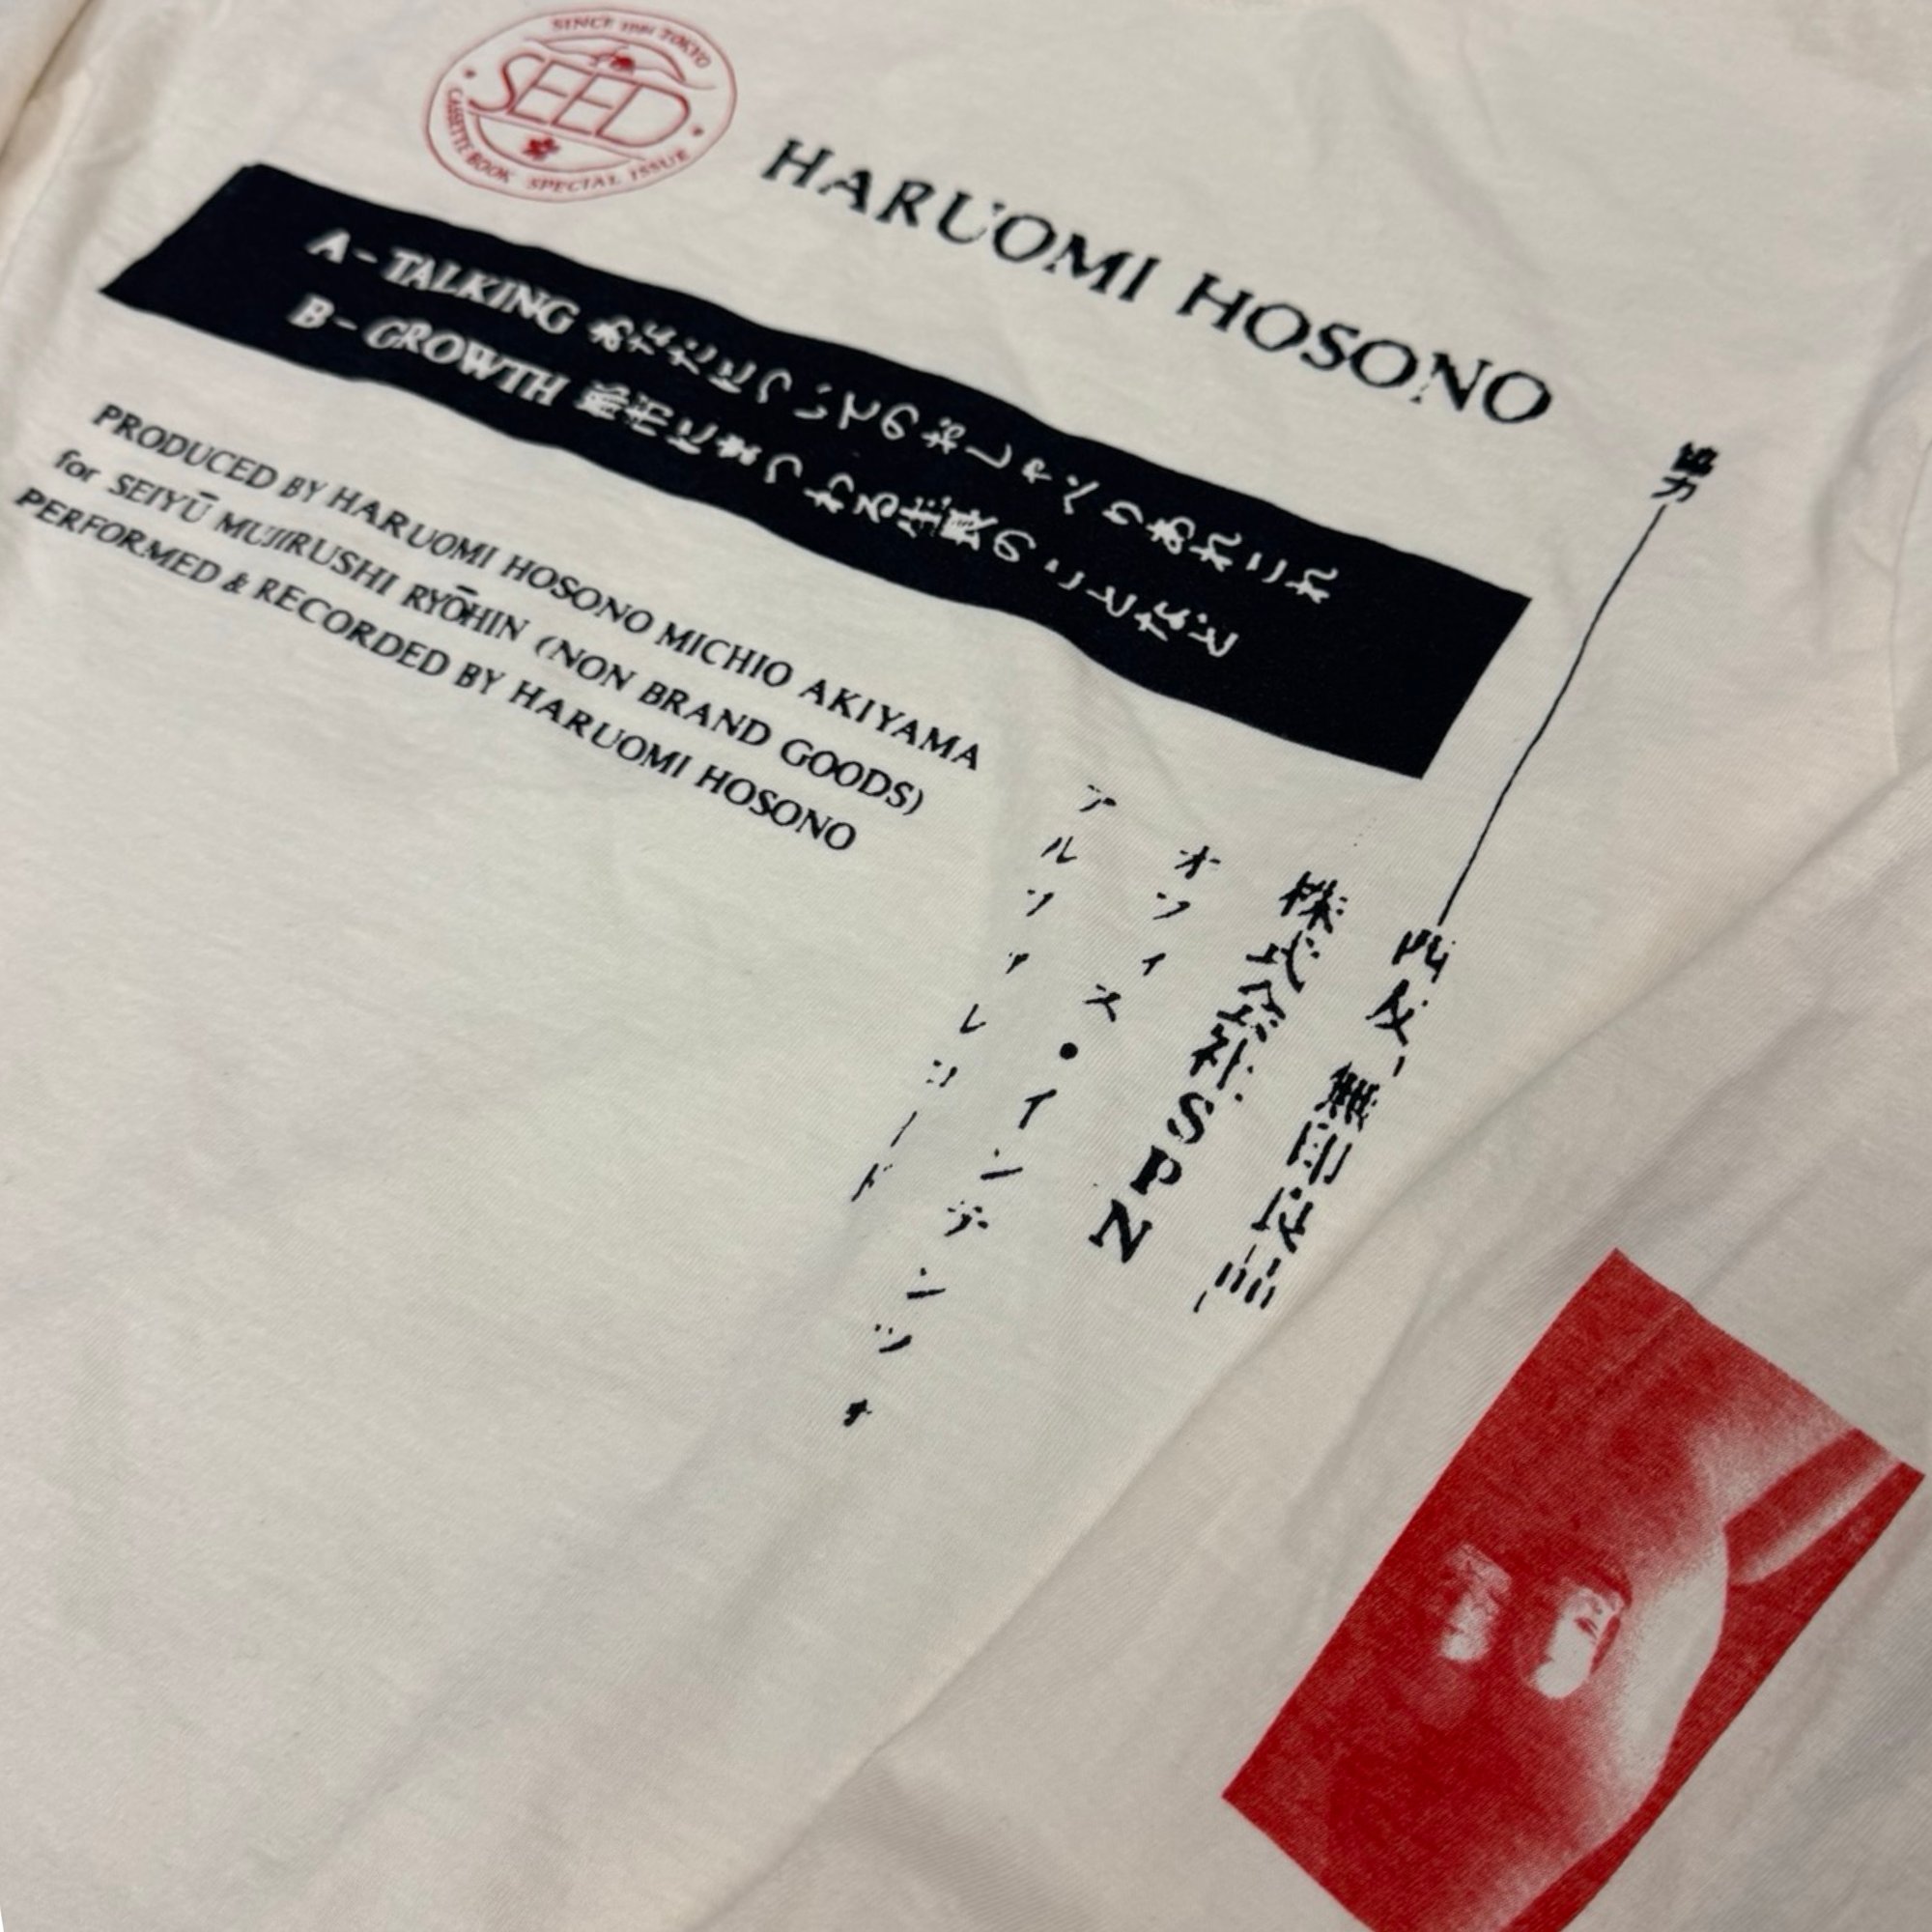 SINCE 1981 TOKYO
SEED
CASSETTE BOOK SPECIAL ISSUE
HARUOMI HOSONO
A - TALKING あなたについてのおしゃべりあれこれ
B - GROWTH 都市にまつわる生長のことなど
PRODUCED BY HARUOMI HOSONO MICHIO AKIYAMA
for SEIYŪ MUJIRUSHI RYŌHIN (NON BRAND GOODS)
PERFORMED & RECORDED BY HARUOMI HOSONO
協力
西友「無印良品」
株式会社SPN
オフィス・インテンツォ
アルファレコード